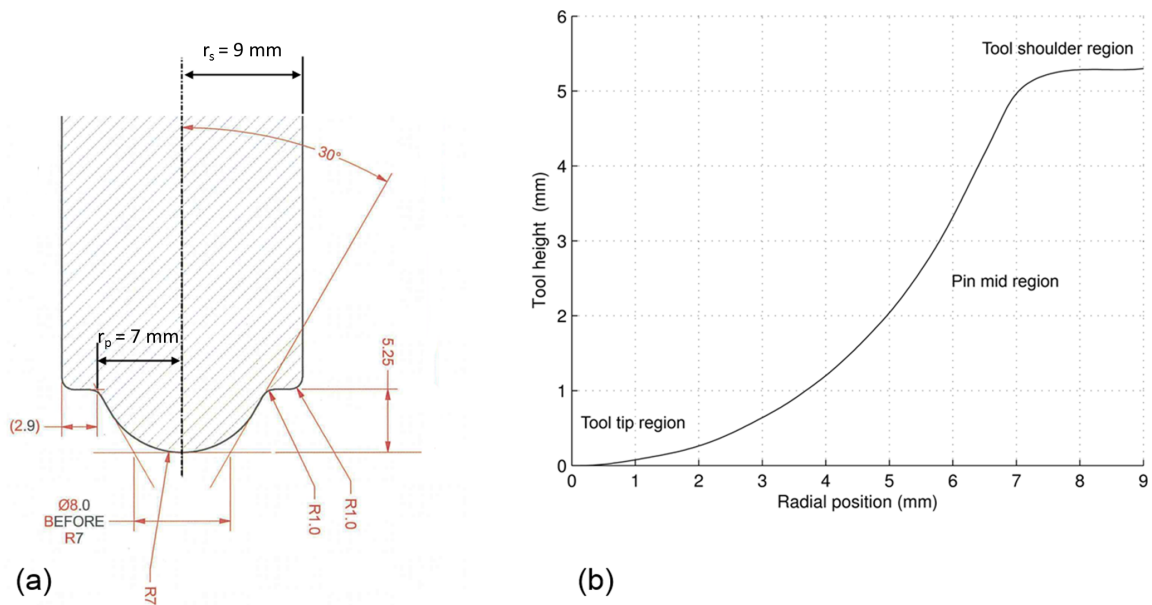 rs = 9 mm
30°
rp = 7 mm
5.25
(2.9)
Ø8.0
BEFORE
R7
R7
R1.0
R1.0
(a)
6
5
4
3
2
1
0
Tool height (mm)
Tool shoulder region
Pin mid region
Tool tip region
0 1 2 3 4 5 6 7 8 9
Radial position (mm)
(b)